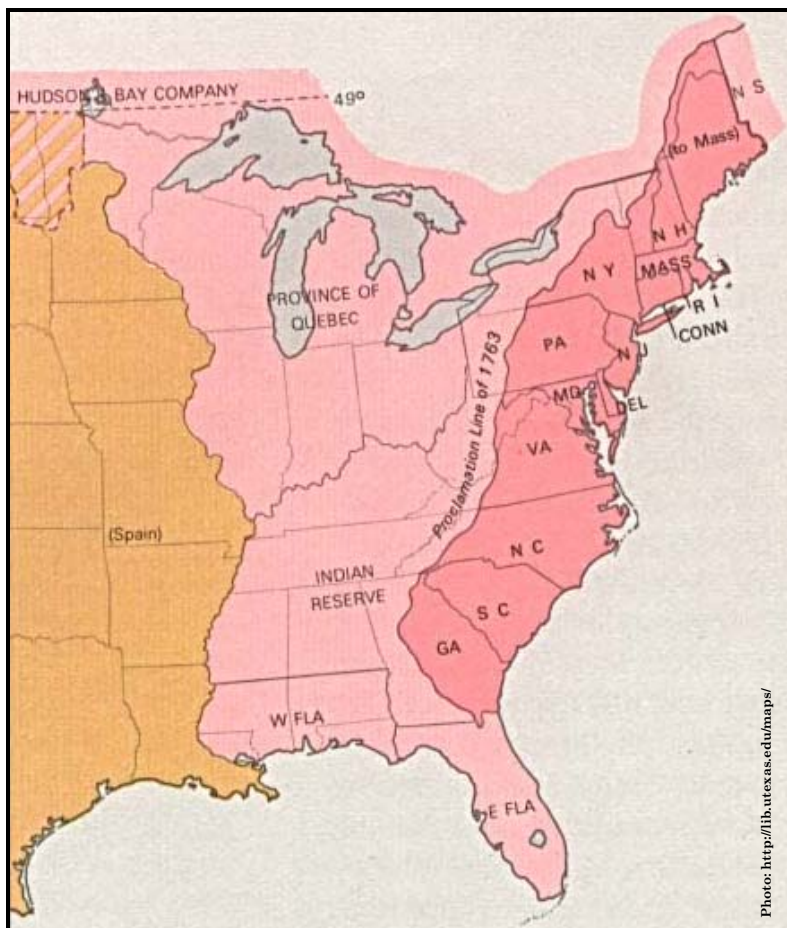 HUDSON BAY COMPANY
49º
N S
(to Mass)
N H
N Y
MASS
R I
CONN
PROVINCE OF
QUEBEC
PA
N J
Proclamation Line of 1763
MD
DEL
VA
(Spain)
N C
INDIAN
RESERVE
S C
GA
W FLA
E FLA
Photo: http://lib.utexas.edu/maps/